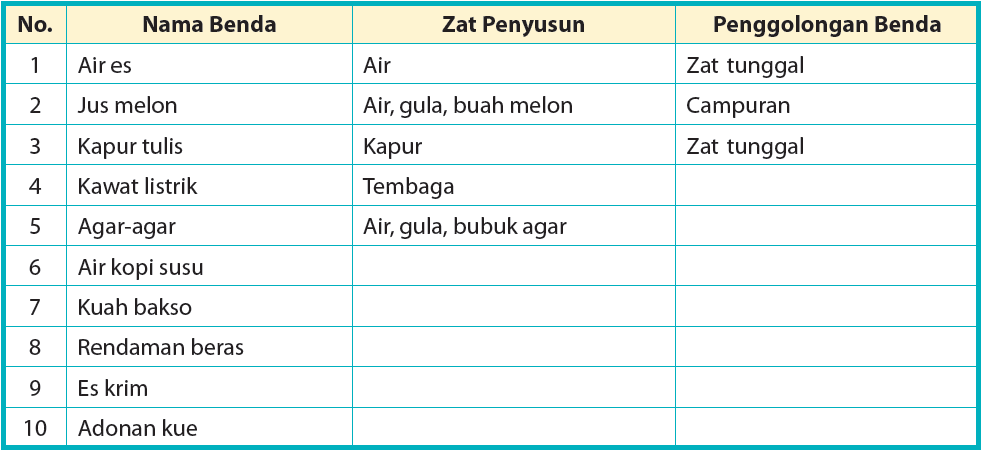 No. Nama Benda Zat Penyusun Penggolongan Benda
1 Air es Air Zat tunggal
2 Jus melon Air, gula, buah melon Campuran
3 Kapur tulis Kapur Zat tunggal
4 Kawat listrik Tembaga
5 Agar-agar Air, gula, bubuk agar
6 Air kopi susu
7 Kuah bakso
8 Rendaman beras
9 Es krim
10 Adonan kue